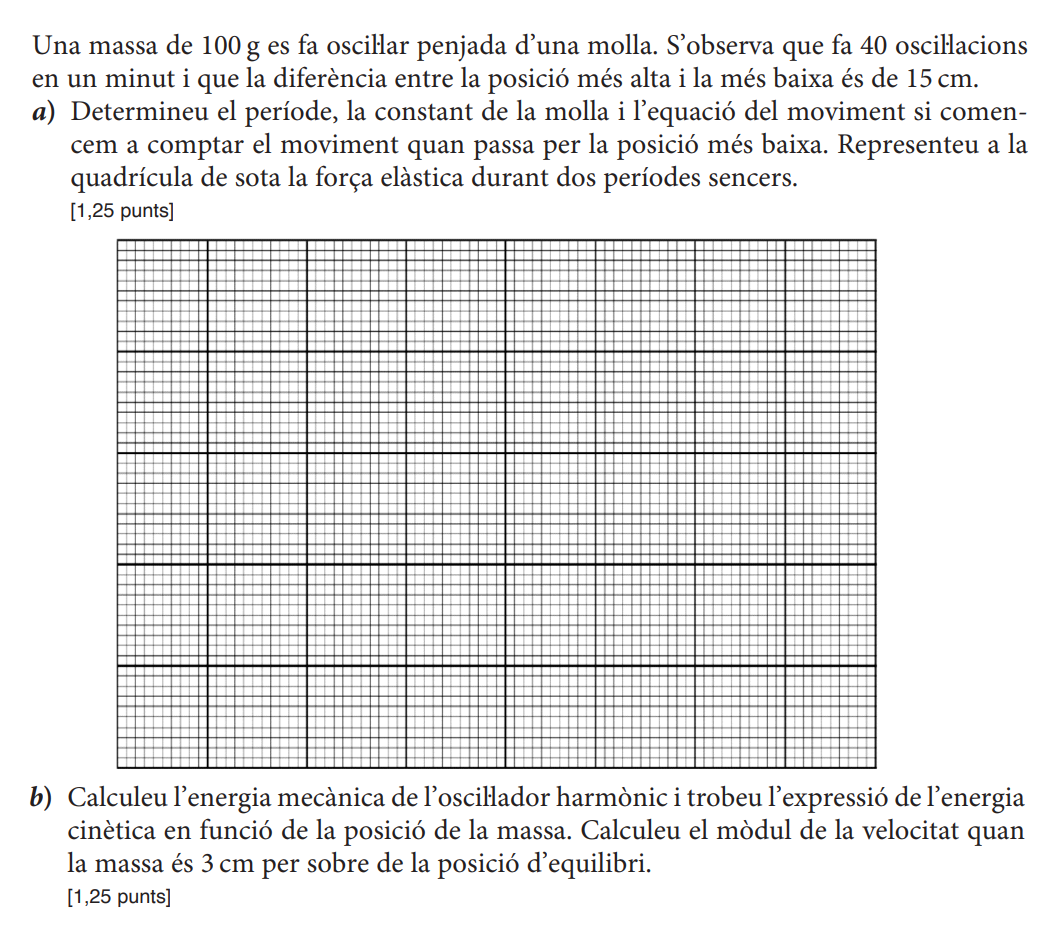 Una massa de 100 g es fa oscil·lar penjada d’una molla. S’observa que fa 40 oscil·lacions
en un minut i que la diferència entre la posició més alta i la més baixa és de 15 cm.
a) Determineu el període, la constant de la molla i l’equació del moviment si comen-
cem a comptar el moviment quan passa per la posició més baixa. Representeu a la
quadrícula de sota la força elàstica durant dos períodes sencers.
[1,25 punts]
b) Calculeu l’energia mecànica de l’oscil·lador harmònic i trobeu l’expressió de l’energia
cinètica en funció de la posició de la massa. Calculeu el mòdul de la velocitat quan
la massa és 3 cm per sobre de la posició d’equilibri.
[1,25 punts]